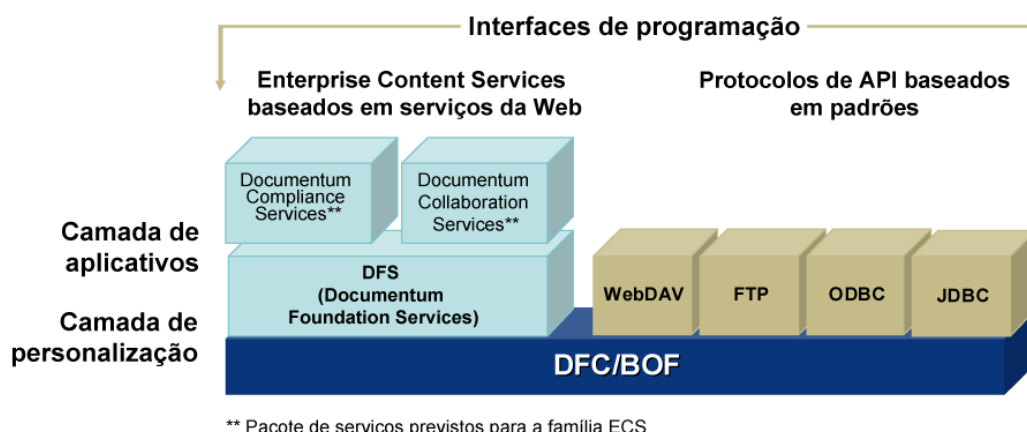 Interfaces de programação
Enterprise Content Services
baseados em serviços da Web
Protocolos de API baseados
em padrões
Documentum
Compliance
Services**
Documentum
Collaboration
Services**
Camada de
aplicativos
DFS
(Documentum
Foundation Services)
WebDAV
FTP
ODBC
JDBC
Camada de
personalização
DFC/BOF
** Pacote de serviços previstos para a família ECS